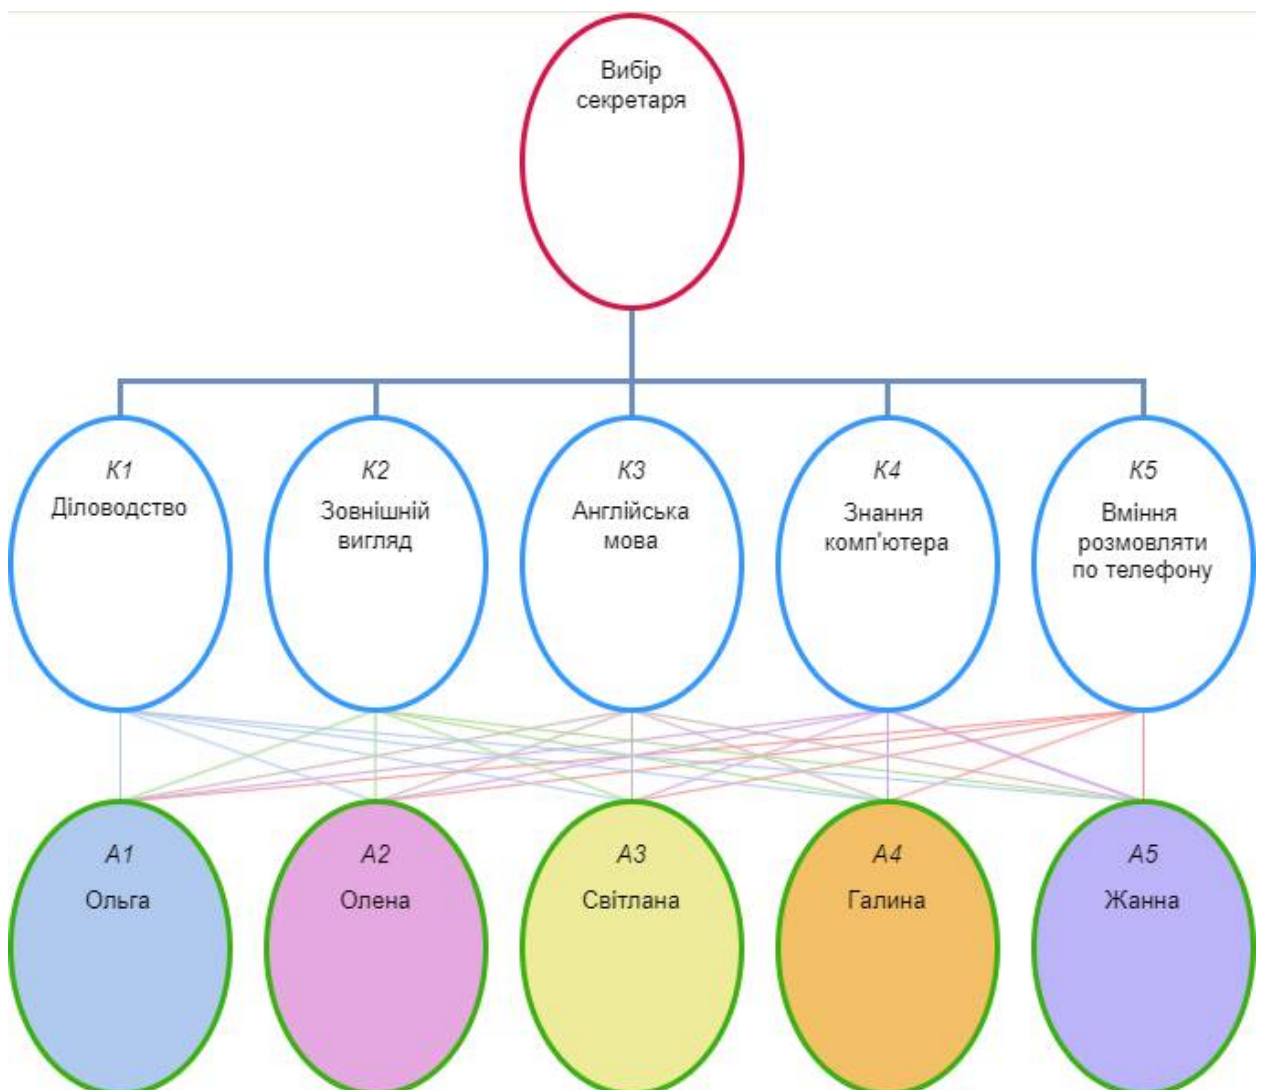 Вибір
секретаря
К1
Діловодство
К2
Зовнішній
вигляд
К3
Англійська
мова
К4
Знання
комп'ютера
К5
Вміння
розмовляти
по телефону
А1
Ольга
А2
Олена
А3
Світлана
А4
Галина
А5
Жанна